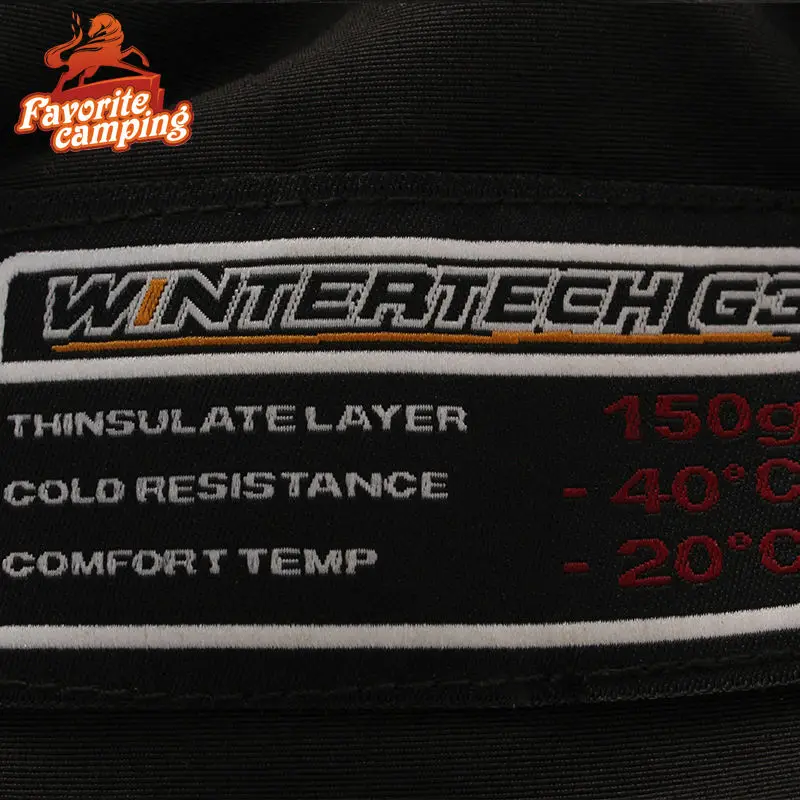 Favorite
camping
WINTERTECH G3
THINSULATE LAYER 150g
COLD RESISTANCE - 40°C
COMFORT TEMP - 20°C